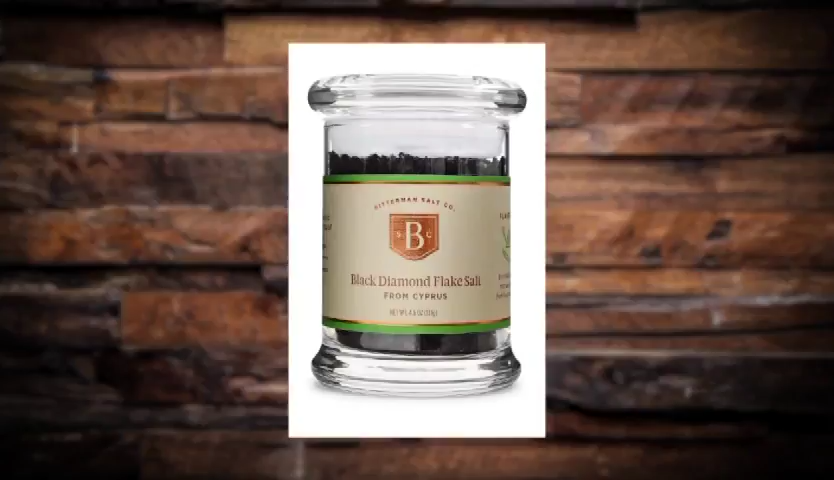 BITTERMAN SALT CO.
S B C
Black Diamond Flake Salt
FROM CYPRUS